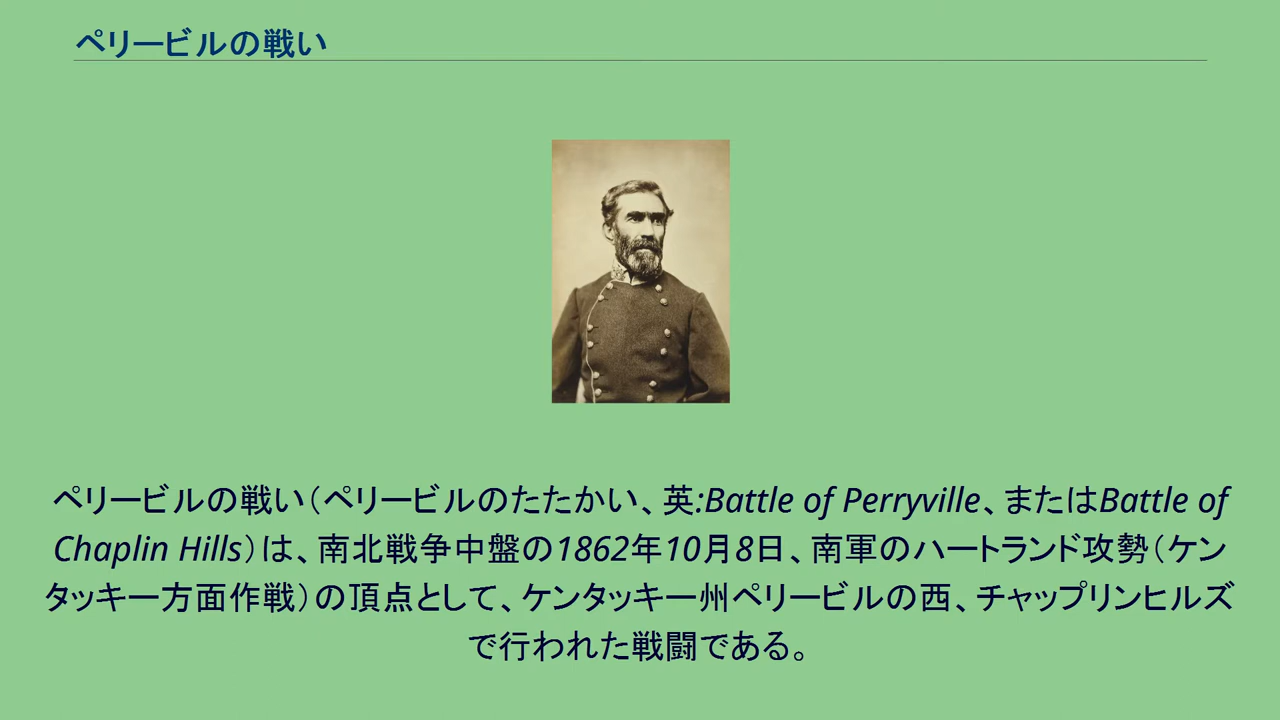 ペリービルの戦い
ペリービルの戦い（ペリービルのたたかい、英:Battle of Perryville、またはBattle of
Chaplin Hills）は、南北戦争中盤の1862年10月8日、南軍のハートランド攻勢（ケン
タッキー方面作戦）の頂点として、ケンタッキー州ペリービルの西、チャップリンヒルズ
で行われた戦闘である。